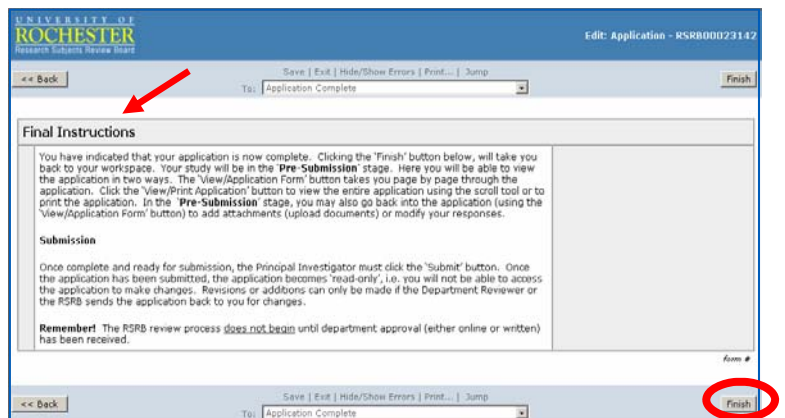 UNIVERSITY OF
ROCHESTER
Research Subjects Review Board
Edit: Application - RSRB00023142
<< Back
Save | Exit | Hide/Show Errors | Print... | Jump
To: Application Complete
Finish
Final Instructions
You have indicated that your application is now complete. Clicking the 'Finish' button below, will take you
back to your workspace. Your study will be in the 'Pre-Submission' stage. Here you will be able to view
the application in two ways. The 'View/Application Form' button takes you page by page through the
application. Click the 'View/Print Application' button to view the entire application using the scroll tool or to
print the application. In the 'Pre-Submission' stage, you may also go back into the application (using the
'View/Application Form' button) to add attachments (upload documents) or modify your responses.
Submission
Once complete and ready for submission, the Principal Investigator must click the 'Submit' button. Once
the application has been submitted, the application becomes 'read-only', i.e. you will not be able to access
the application to make changes. Revisions or additions can only be made if the Department Reviewer or
the RSRB sends the application back to you for changes.
Remember! The RSRB review process does not begin until department approval (either online or written)
has been received.
form #
<< Back
Save | Exit | Hide/Show Errors | Print... | Jump
To: Application Complete
Finish